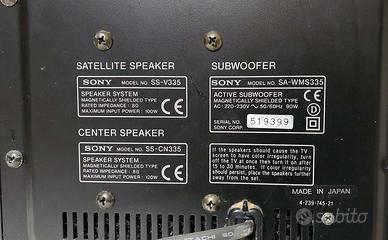 SATELLITE SPEAKER
SONY MODEL NO. SS-V335
SPEAKER SYSTEM
MAGNETICALLY SHIELDED TYPE
RATED IMPEDANCE : 8Ω
MAXIMUM INPUT POWER : 100W
CE
CENTER SPEAKER
SONY MODEL NO. SS-CN335
SPEAKER SYSTEM
MAGNETICALLY SHIELDED TYPE
RATED IMPEDANCE : 8Ω
MAXIMUM INPUT POWER : 120W
CE
SUBWOOFER
SONY MODEL NO. SA-WMS335
ACTIVE SUBWOOFER
MAGNETICALLY SHIELDED TYPE
AC : 220-230V ~ 50/60Hz 90W
SERIAL NO. 519399
SONY CORP.
CE
If the speakers should cause the TV
screen to have color irregularity, turn
off the TV at once then turn it on after
15 to 30 minutes. If color irregularity
should persist, place the speakers further
away from the set.
MADE IN JAPAN
4-239-745-21
HITACHI
subito